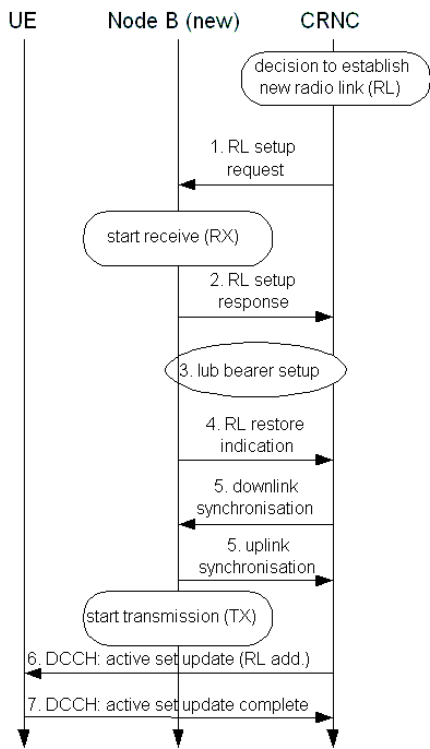 UE Node B (new) CRNC
decision to establish
new radio link (RL)
1. RL setup
request
start receive (RX)
2. RL setup
response
3. Iub bearer setup
4. RL restore
indication
5. downlink
synchronisation
5. uplink
synchronisation
start transmission (TX)
6. DCCH: active set update (RL add.)
7. DCCH: active set update complete